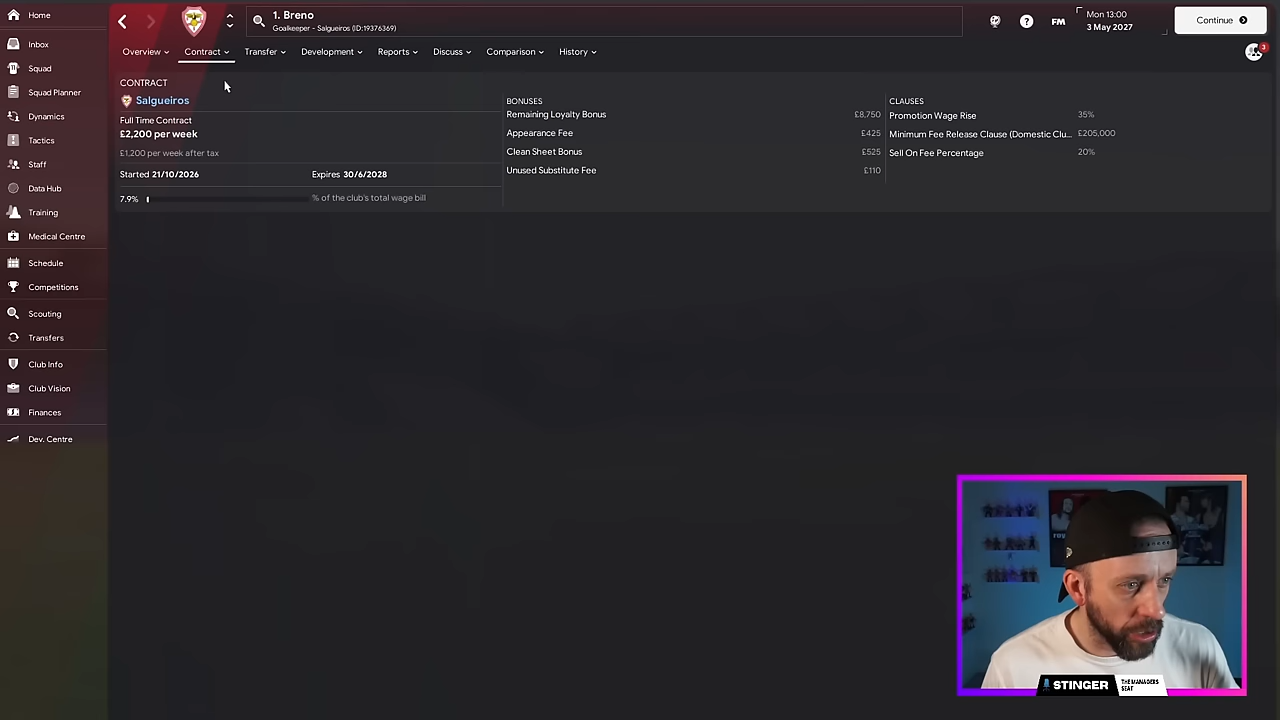 Home
Inbox
Squad
Squad Planner
Dynamics
Tactics
Staff
Data Hub
Training
Medical Centre
Schedule
Competitions
Scouting
Transfers
Club Info
Club Vision
Finances
Dev. Centre
1. Breno
Goalkeeper - Salgueiros (ID:19376369)
FM
Mon 13:00
3 May 2027
Continue
Overview Contract Transfer Development Reports Discuss Comparison History
3
CONTRACT
Salgueiros
Full Time Contract
£2,200 per week
£1,200 per week after tax
Started 21/10/2026 Expires 30/6/2028
7.9% % of the club's total wage bill
BONUSES
Remaining Loyalty Bonus £8,750
Appearance Fee £425
Clean Sheet Bonus £525
Unused Substitute Fee £110
CLAUSES
Promotion Wage Rise 35%
Minimum Fee Release Clause (Domestic Clu... £205,000
Sell On Fee Percentage 20%
STINGER
THE MANAGERS
SEAT